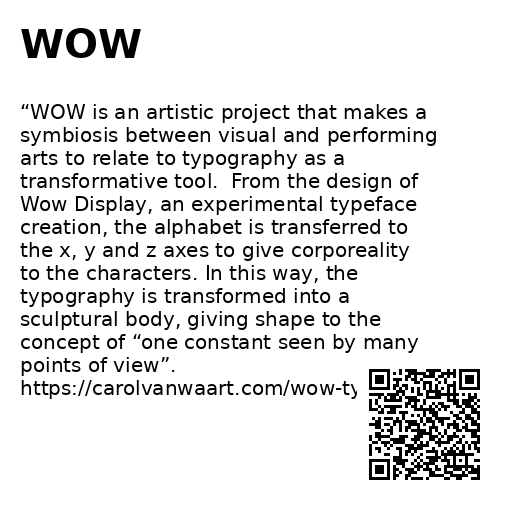 WOW
“WOW is an artistic project that makes a
symbiosis between visual and performing
arts to relate to typography as a
transformative tool.  From the design of
Wow Display, an experimental typeface
creation, the alphabet is transferred to
the x, y and z axes to give corporeality
to the characters. In this way, the
typography is transformed into a
sculptural body, giving shape to the
concept of “one constant seen by many
points of view”.
https://carolvanwaart.com/wow-ty